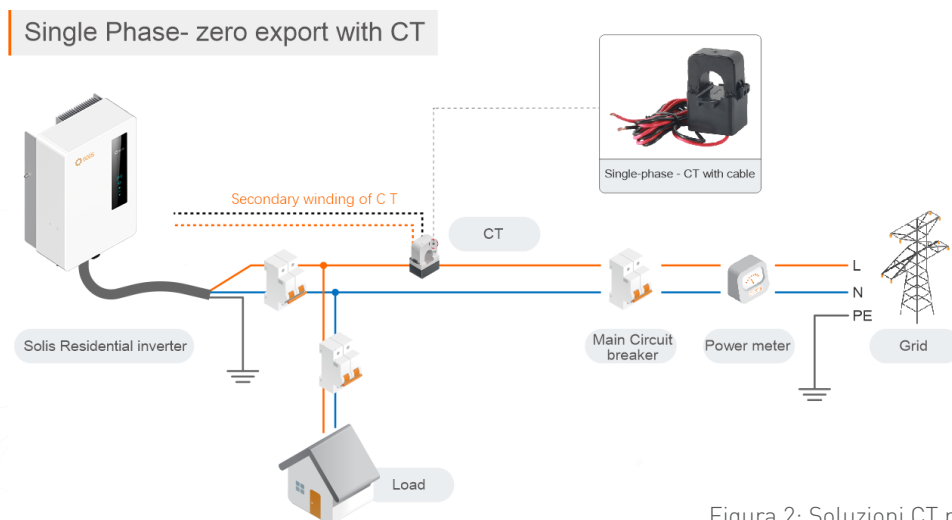 Single Phase- zero export with CT
Single-phase - CT with cable
Solis
Secondary winding of C T
CT
L
N
PE
Solis Residential inverter
Main Circuit
breaker
Power meter
Grid
Load
Figura 2: Soluzioni CT